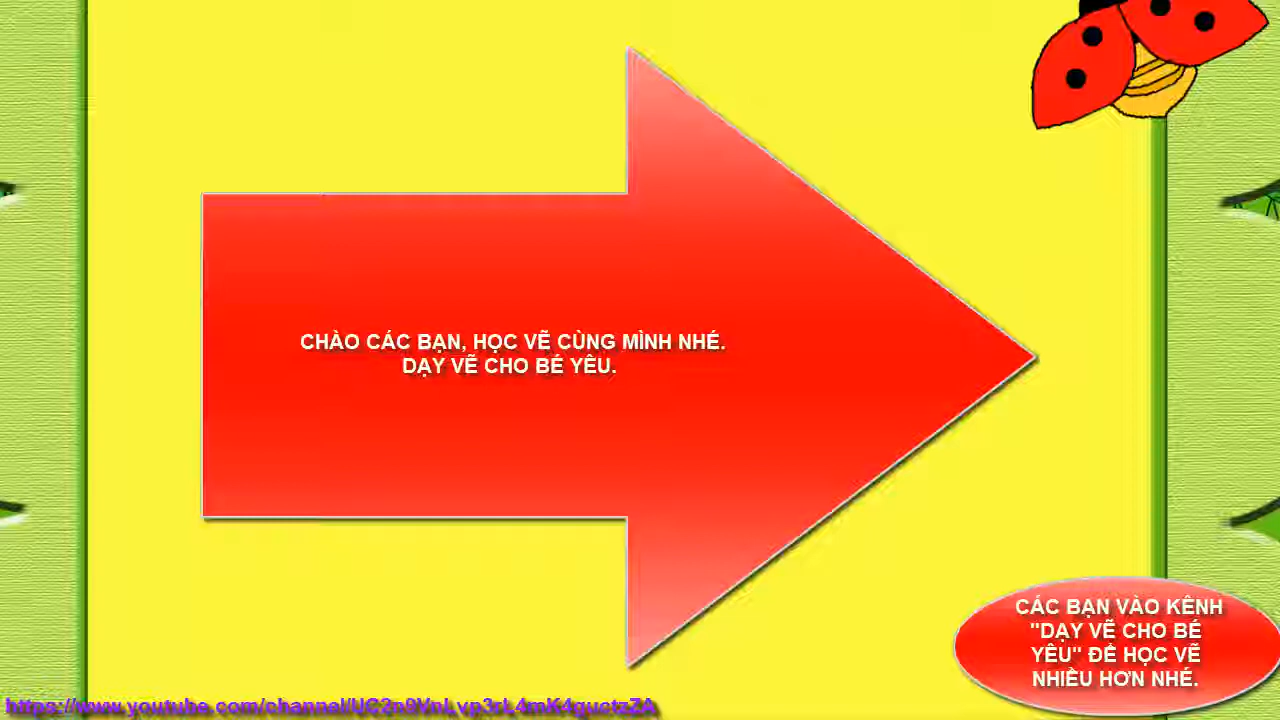 CHÀO CÁC BẠN, HỌC VẼ CÙNG MÌNH NHÉ.
DẠY VẼ CHO BÉ YÊU.
CÁC BẠN VÀO KÊNH
"DẠY VẼ CHO BÉ
YÊU" ĐỂ HỌC VẼ
NHIỀU HƠN NHÉ.
https://www.youtube.com/channel/UC2n9VnLvp3rL4mK4guctzZA